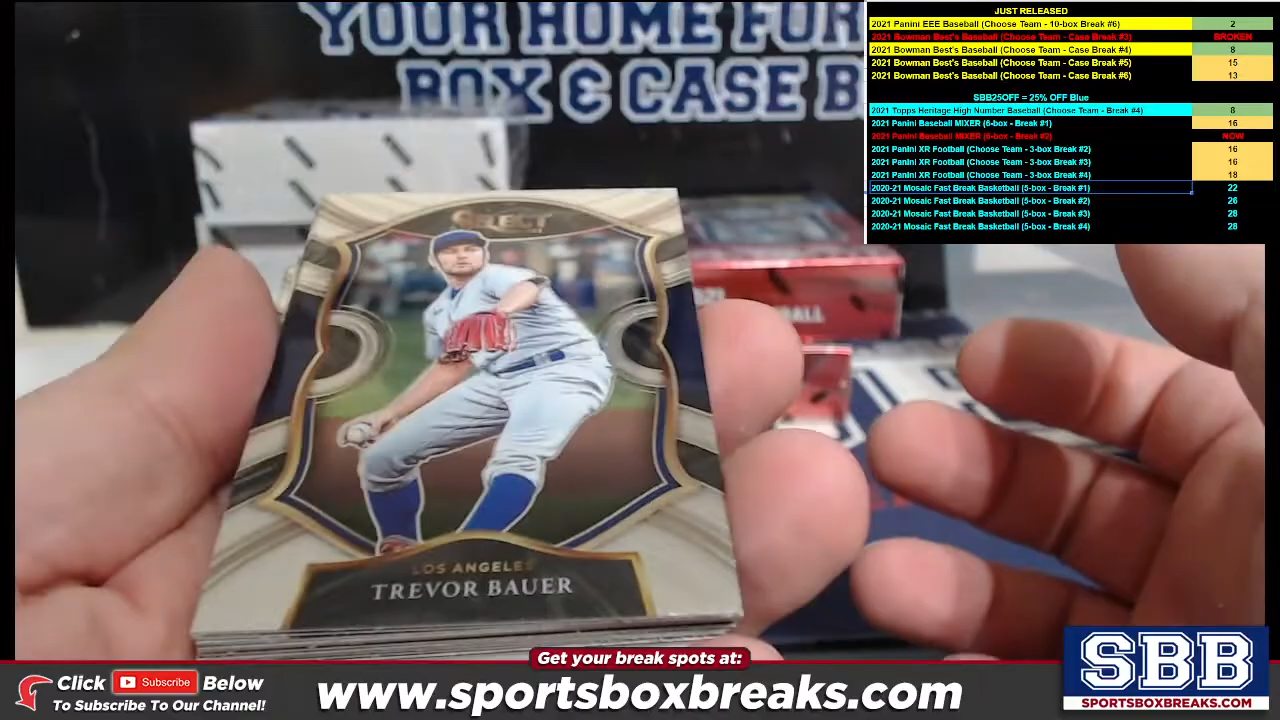 YOUR HOME FOR
BOX & CASE B
JUST RELEASED
2021 Panini EEE Baseball (Choose Team - 10-box Break #6) 2
2021 Bowman Best's Baseball (Choose Team - Case Break #3) BROKEN
2021 Bowman Best's Baseball (Choose Team - Case Break #4) 8
2021 Bowman Best's Baseball (Choose Team - Case Break #5) 15
2021 Bowman Best's Baseball (Choose Team - Case Break #6) 13
SBB25OFF = 25% OFF Blue
2021 Topps Heritage High Number Baseball (Choose Team - Break #4) 8
2021 Panini Baseball MIXER (6-box - Break #1) 16
2021 Panini Baseball MIXER (6-box - Break #2) NOW
2021 Panini XR Football (Choose Team - 3-box Break #2) 16
2021 Panini XR Football (Choose Team - 3-box Break #3) 16
2021 Panini XR Football (Choose Team - 3-box Break #4) 18
2020-21 Mosaic Fast Break Basketball (5-box - Break #1) 22
2020-21 Mosaic Fast Break Basketball (5-box - Break #2) 26
2020-21 Mosaic Fast Break Basketball (5-box - Break #3) 28
2020-21 Mosaic Fast Break Basketball (5-box - Break #4) 28
SELECT
LOS ANGELES
TREVOR BAUER
Get your break spots at:
Click Subscribe Below
To Subscribe To Our Channel!
www.sportsboxbreaks.com
SBB
SPORTSBOXBREAKS.COM